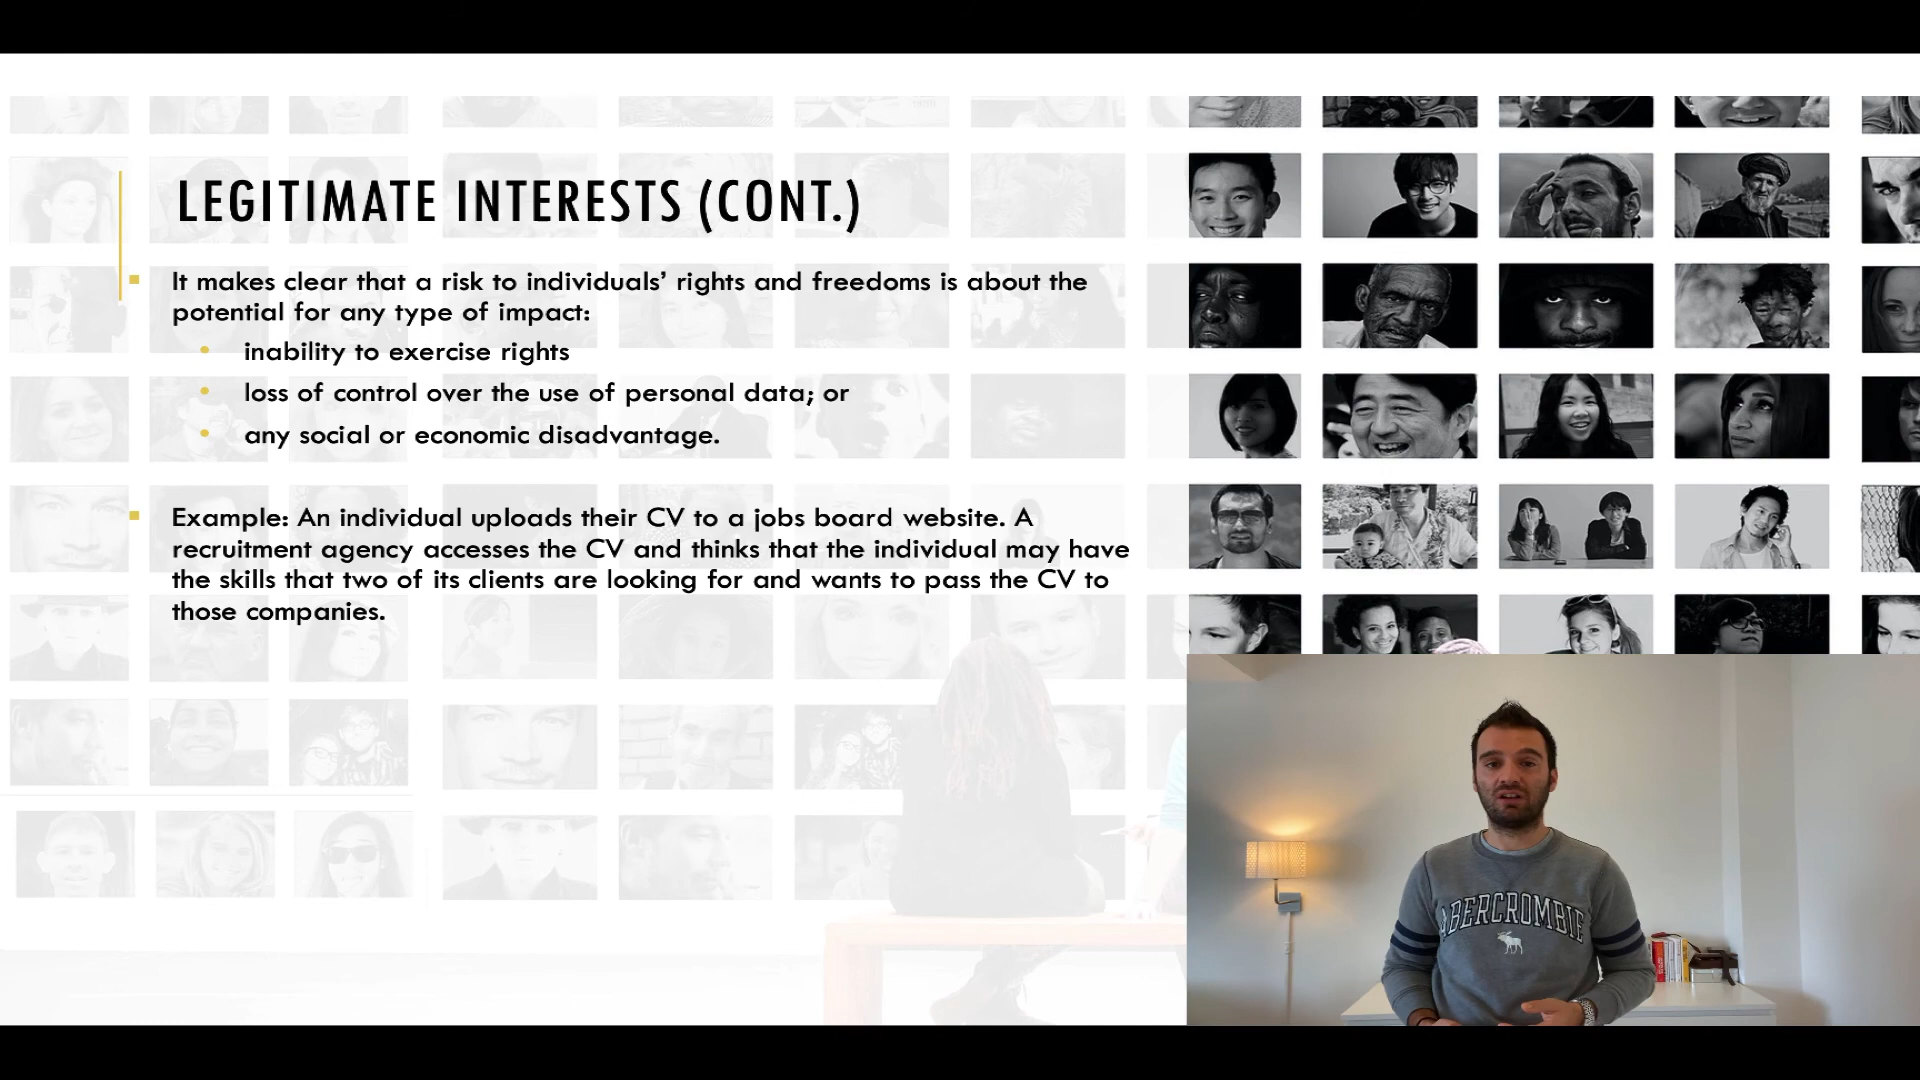 LEGITIMATE INTERESTS (CONT.)
It makes clear that a risk to individuals’ rights and freedoms is about the
potential for any type of impact:
inability to exercise rights
loss of control over the use of personal data; or
any social or economic disadvantage.
Example: An individual uploads their CV to a jobs board website. A
recruitment agency accesses the CV and thinks that the individual may have
the skills that two of its clients are looking for and wants to pass the CV to
those companies.
ABERCROMBIE